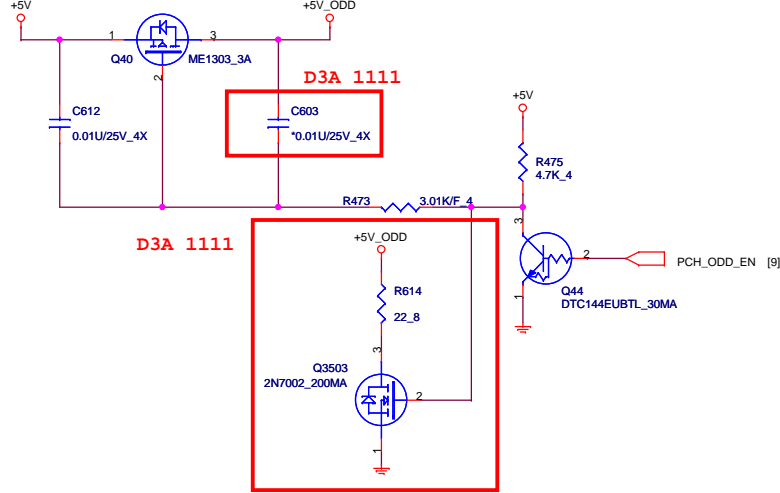 +5V
+5V_ODD
1
3
Q40
ME1303_3A
2
D3A 1111
C612
0.01U/25V_4X
C603
*0.01U/25V_4X
+5V
R475
4.7K_4
R473
3.01K/F_4
D3A 1111
+5V_ODD
3
2
PCH_ODD_EN [9]
R614
22_8
1
Q44
DTC144EUBTL_30MA
3
Q3503
2N7002_200MA
2
1